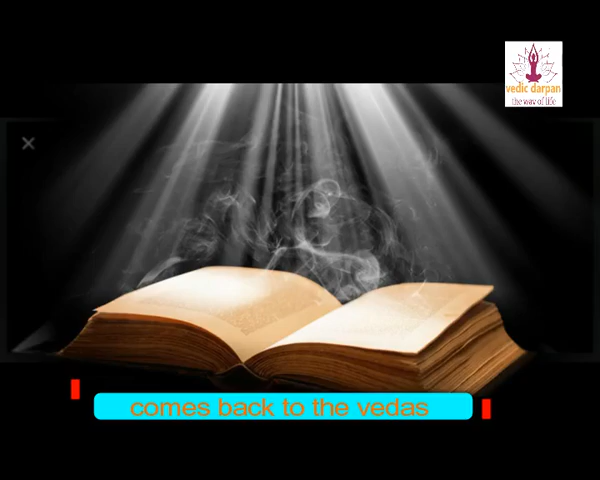 vedic darpan
the way of life
comes back to the vedas